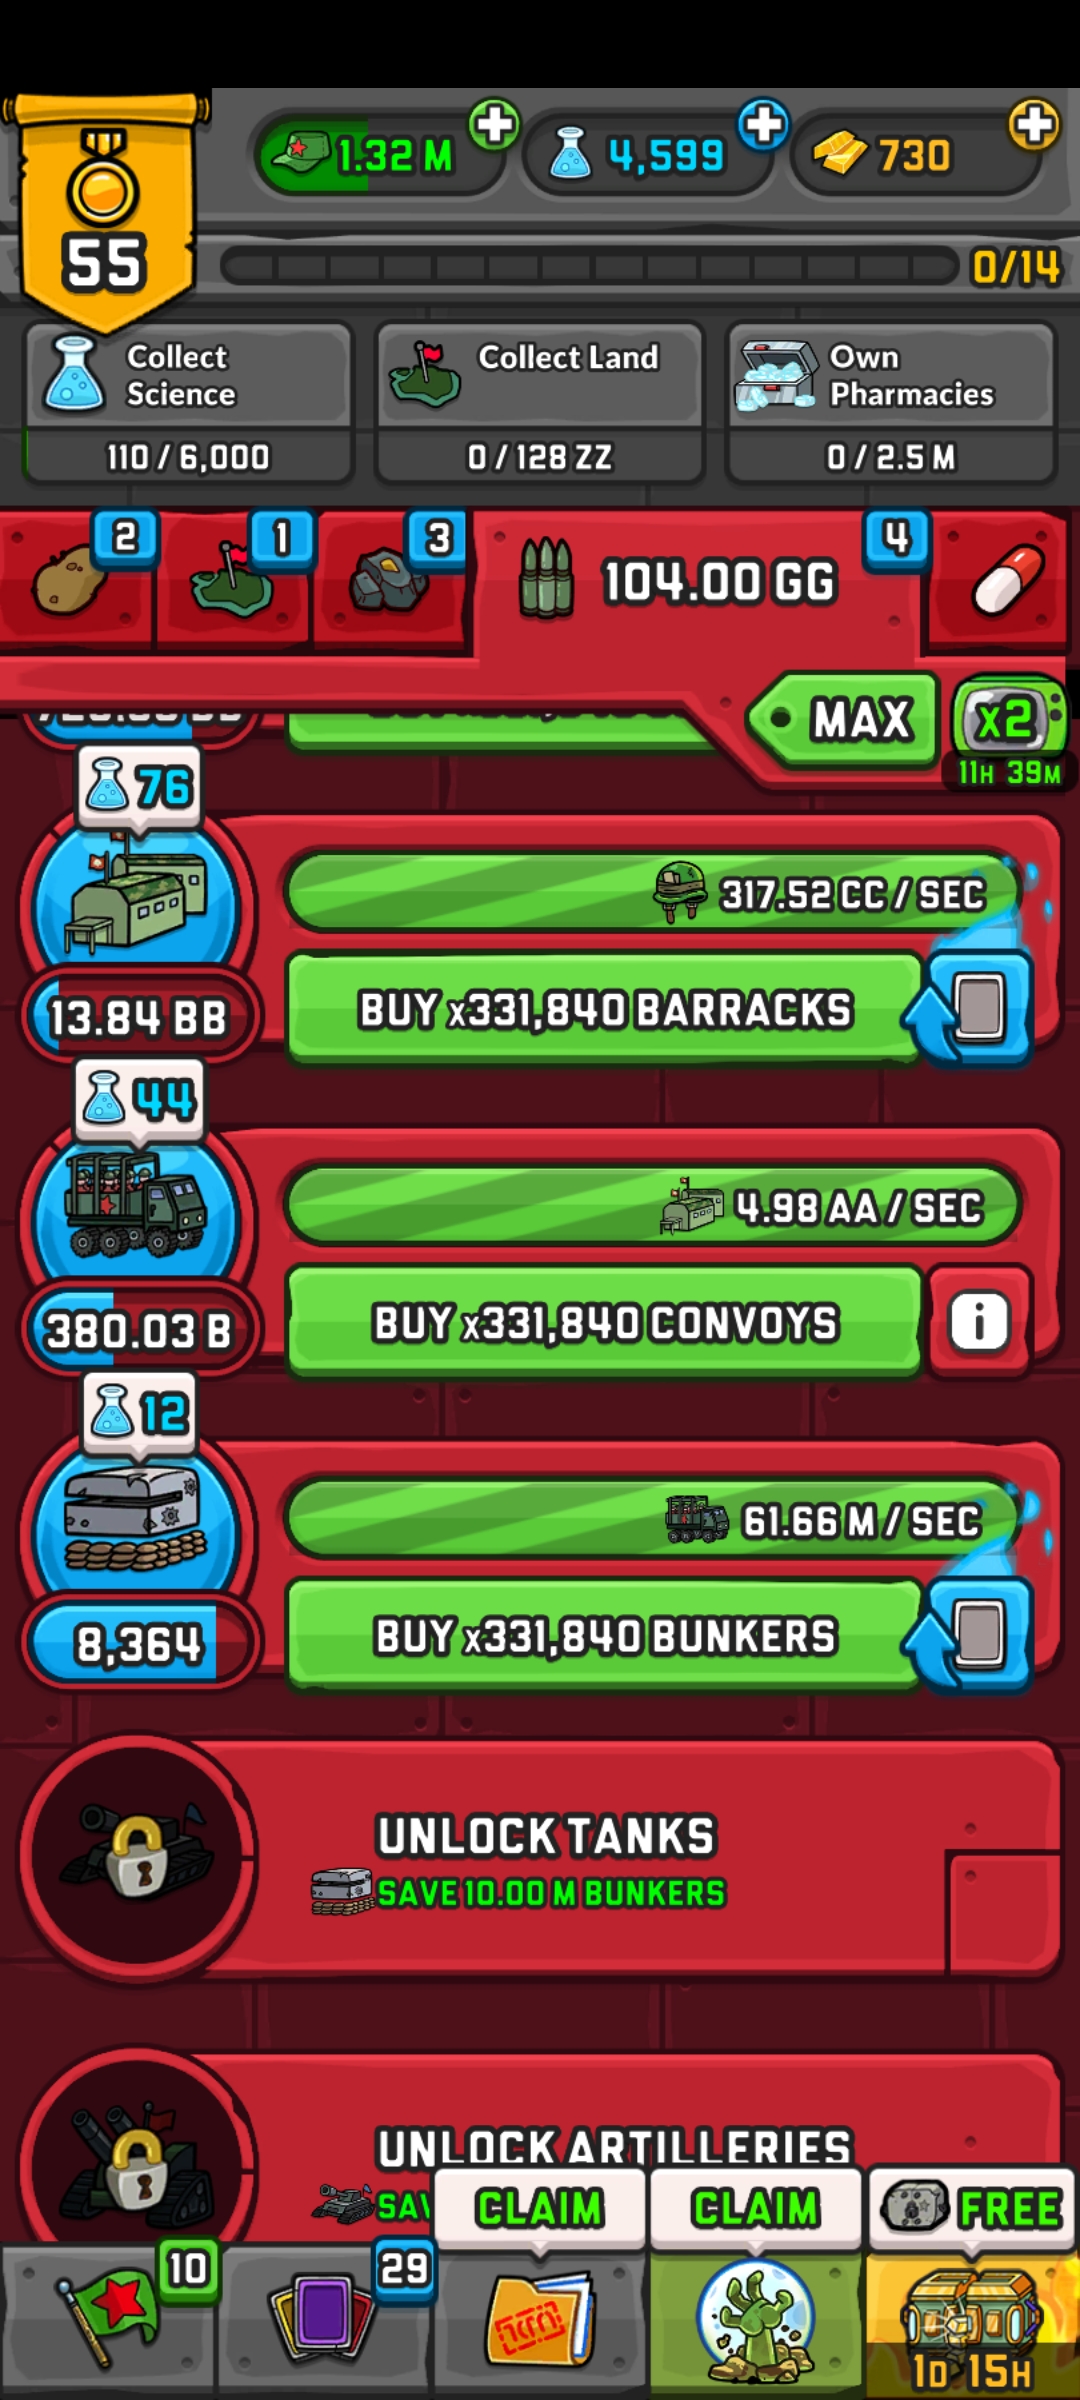 1.32 M
4,599
730
55
0/14
Collect
Science
110 / 6,000
Collect Land
0 / 128 ZZ
Own
Pharmacies
0 / 2.5 M
2
1
3
104.00 GG
4
MAX
x2
11H 39M
76
317.52 CC / SEC
13.84 BB
BUY x331,840 BARRACKS
44
4.98 AA / SEC
380.03 B
BUY x331,840 CONVOYS
i
12
61.66 M / SEC
8,364
BUY x331,840 BUNKERS
UNLOCK TANKS
SAVE 10.00 M BUNKERS
UNLOCK ARTILLERIES
CLAIM
CLAIM
FREE
10
29
1D 15H